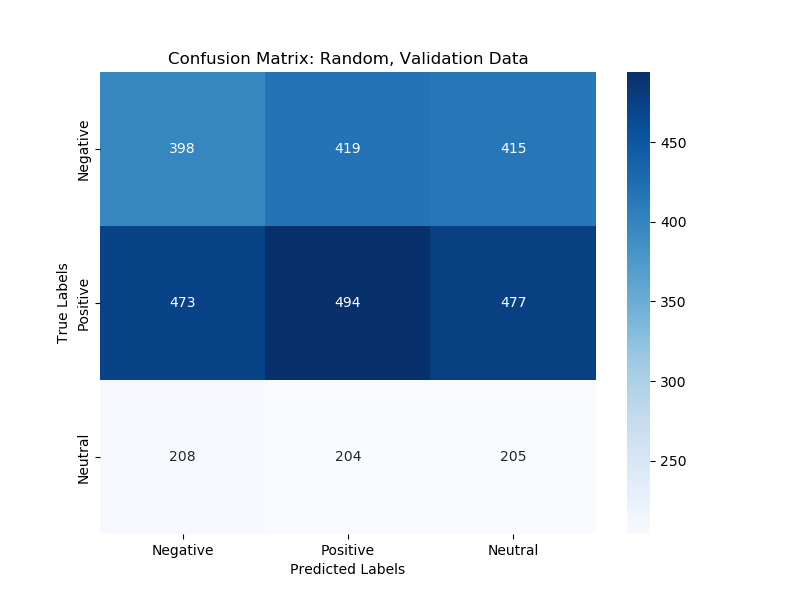 Confusion Matrix: Random, Validation Data
True Labels
Negative
398 419 415
Positive
473 494 477
Neutral
208 204 205
Negative Positive Neutral
Predicted Labels
450
400
350
300
250